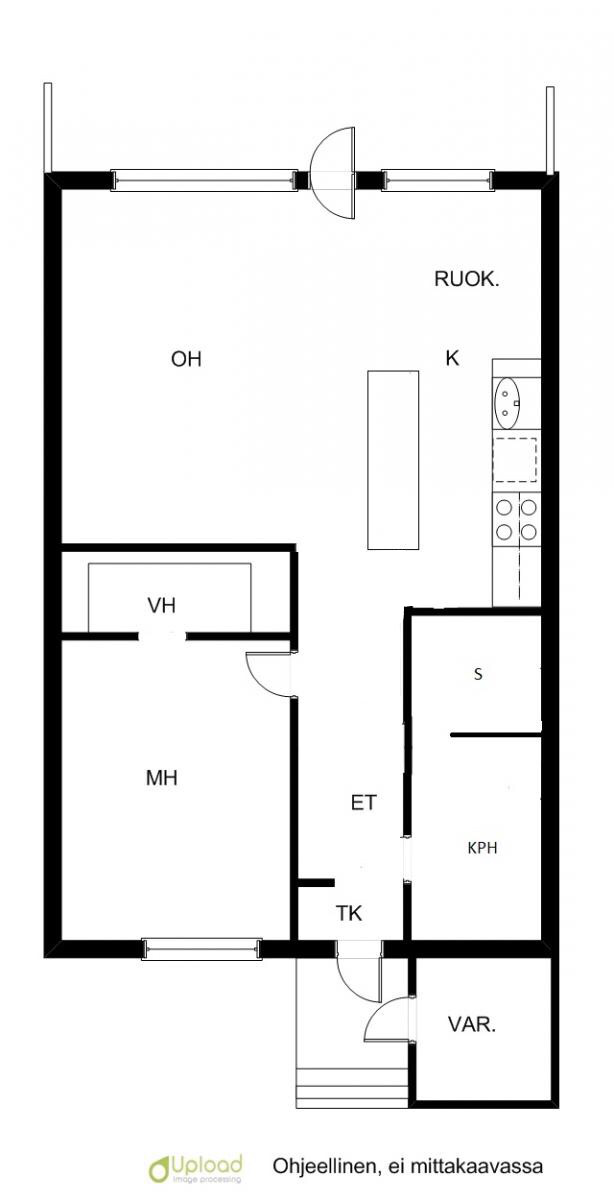 RUOK.
OH
K
VH
S
MH
ET
KPH
TK
VAR.
Upload
image processing
Ohjeellinen, ei mittakaavassa